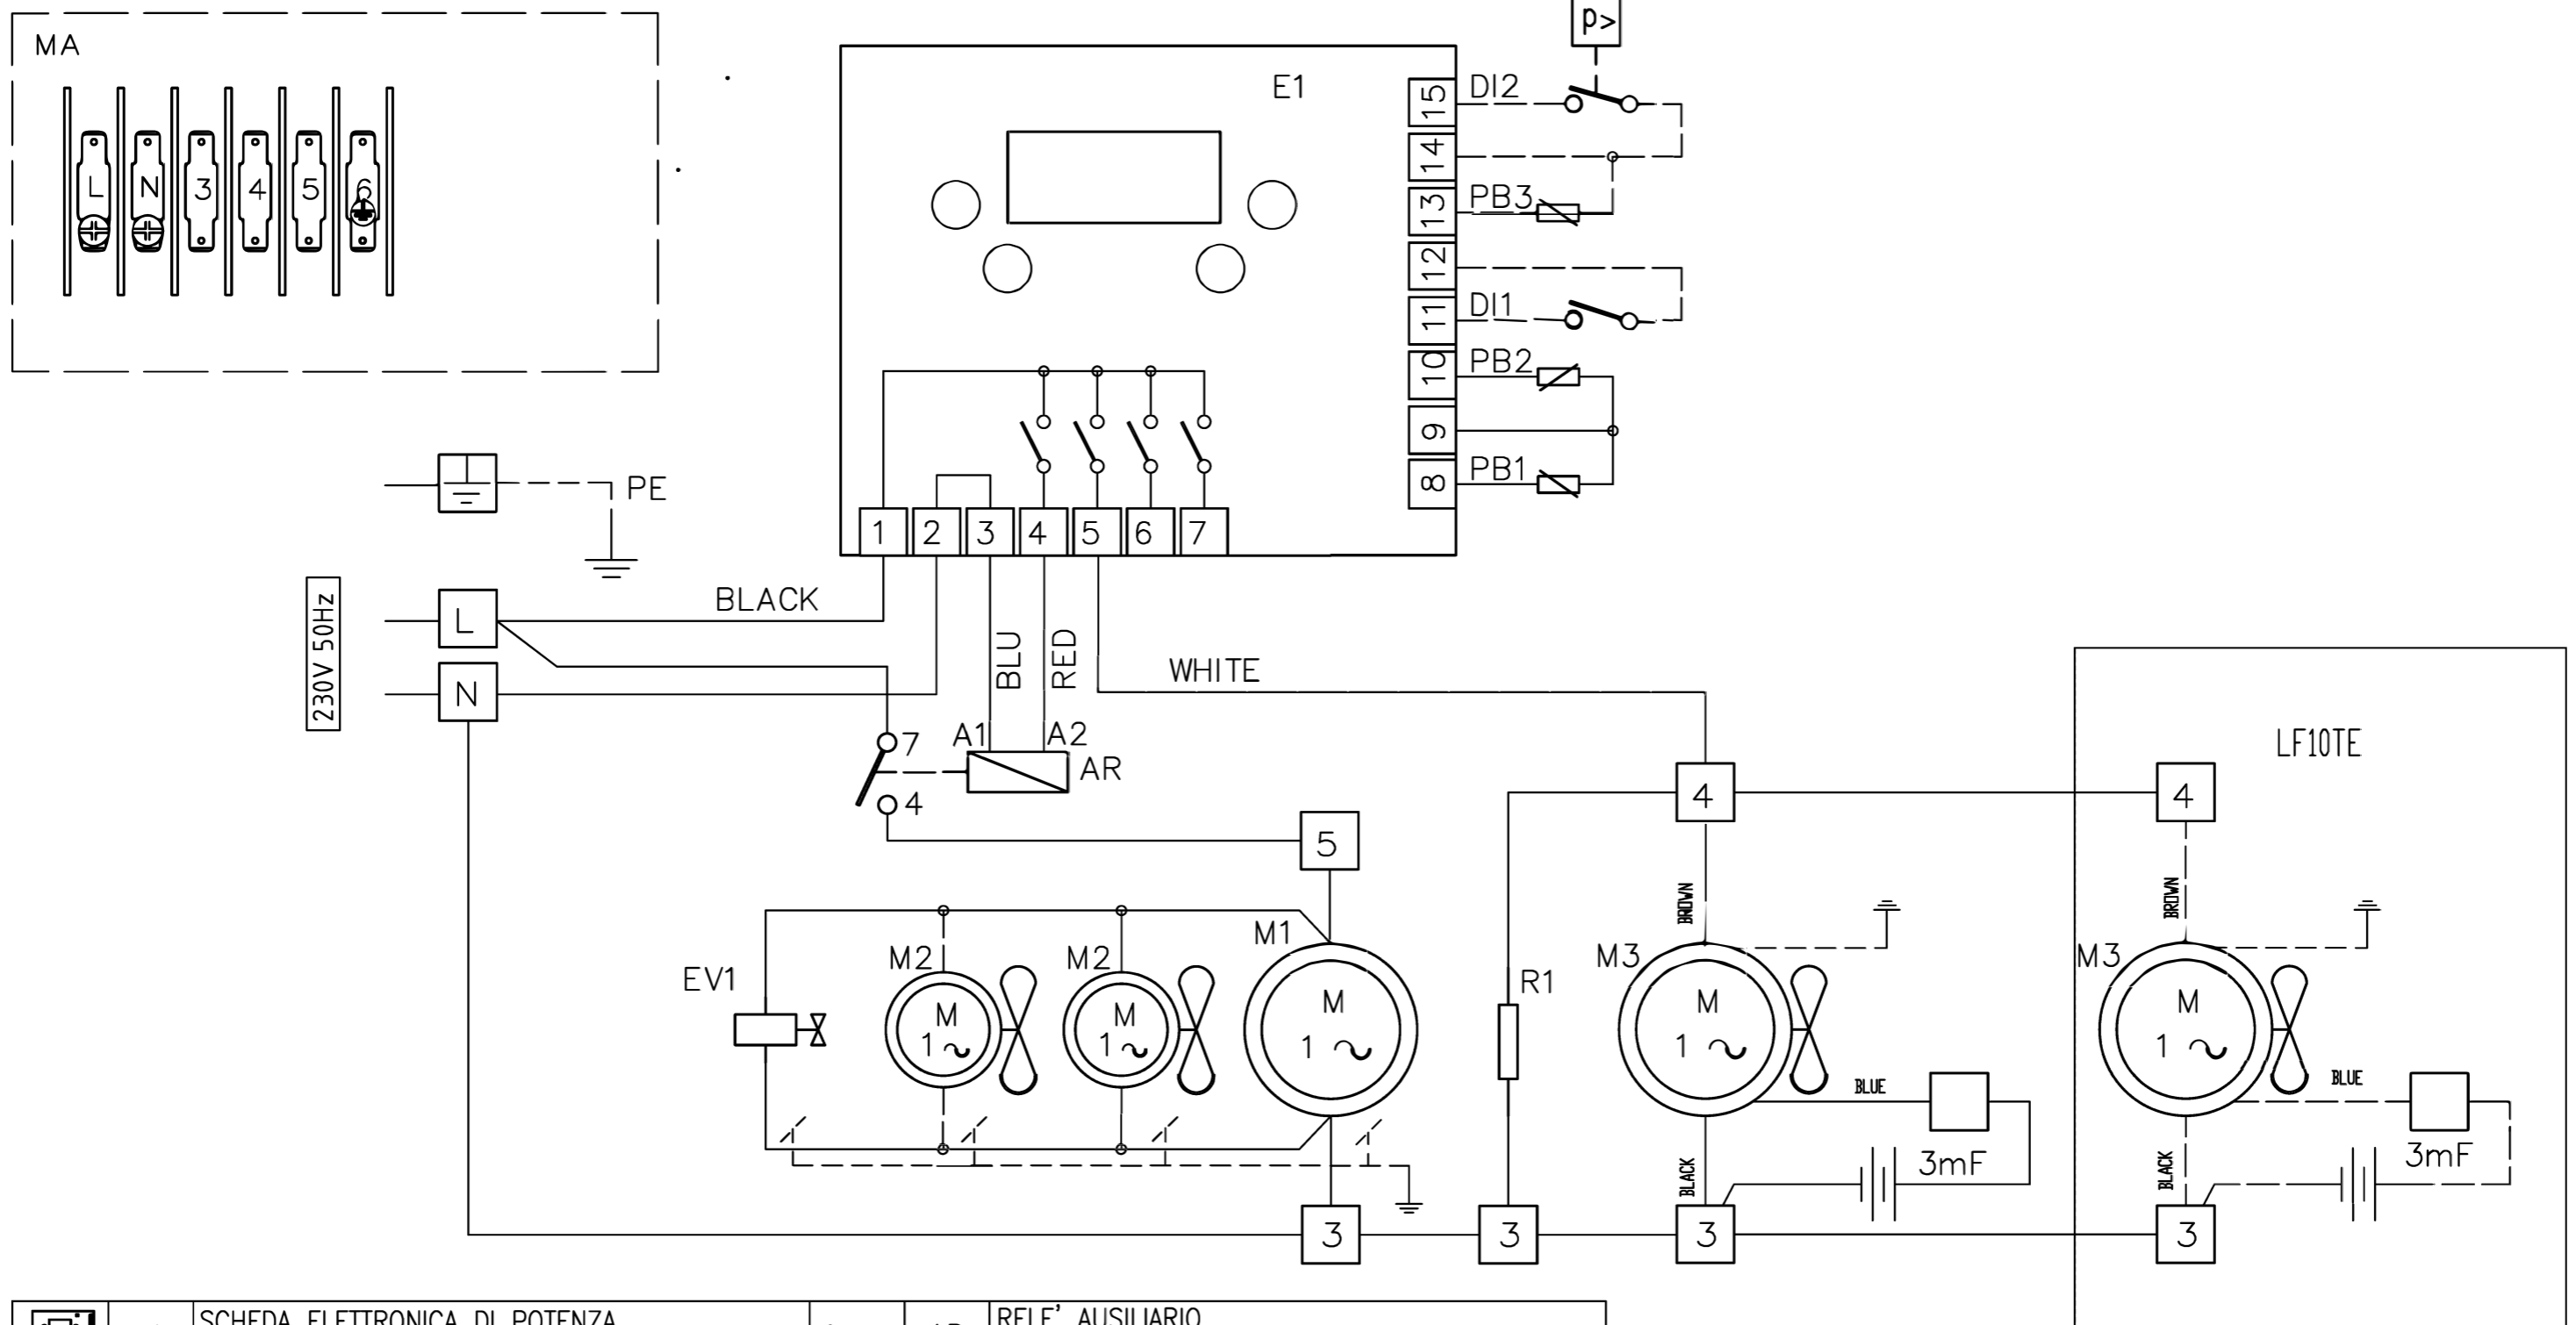 MA
L N 3 4 5 6
p>
E1
15 DI2
14
13 PB3
12
11 DI1
10 PB2
9
8 PB1
1 2 3 4 5 6 7
PE
230V 50Hz
L
BLACK
N
BLU
RED
WHITE
7
A1 A2
AR
4
5
4
4
LF10TE
BROWN
BROWN
EV1
M2
M
1
M2
M
1
M1
M
1
R1
M3
M
1
M3
M
1
BLUE
BLUE
3mF
3mF
BLACK
BLACK
3
3
3
3
SCHEDA ELETTRONICA DI POTENZA
RELE' AUSILIARIO